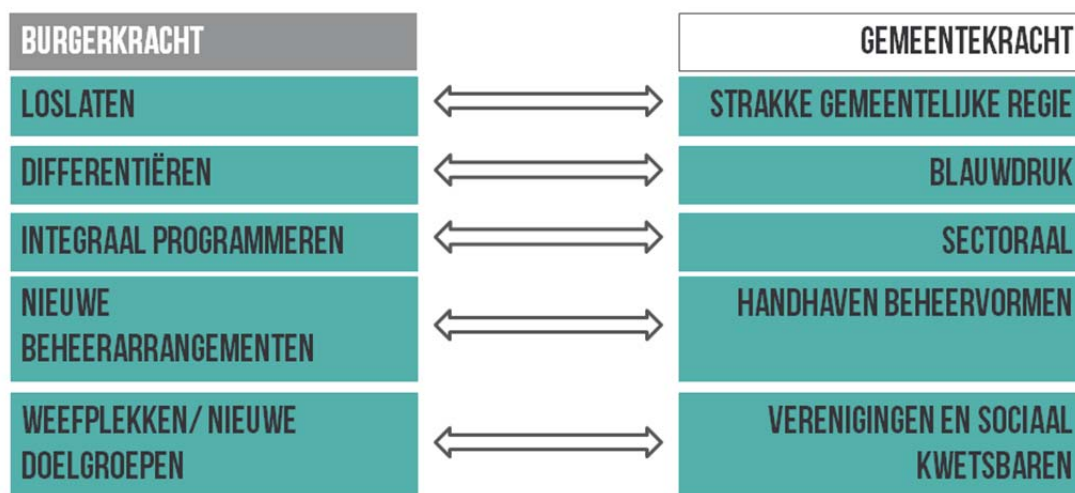 BURGERKRACHT GEMEENTEKRACHT
LOSLATEN STRAKKE GEMEENTELIJKE REGIE
DIFFERENTIËREN BLAUWDRUK
INTEGRAAL PROGRAMMEREN SECTORAAL
NIEUWE
BEHEERARRANGEMENTEN
HANDHAVEN BEHEERVORMEN
WEEFPLEKKEN/ NIEUWE
DOELGROEPEN
VERENIGINGEN EN SOCIAAL
KWETSBAREN